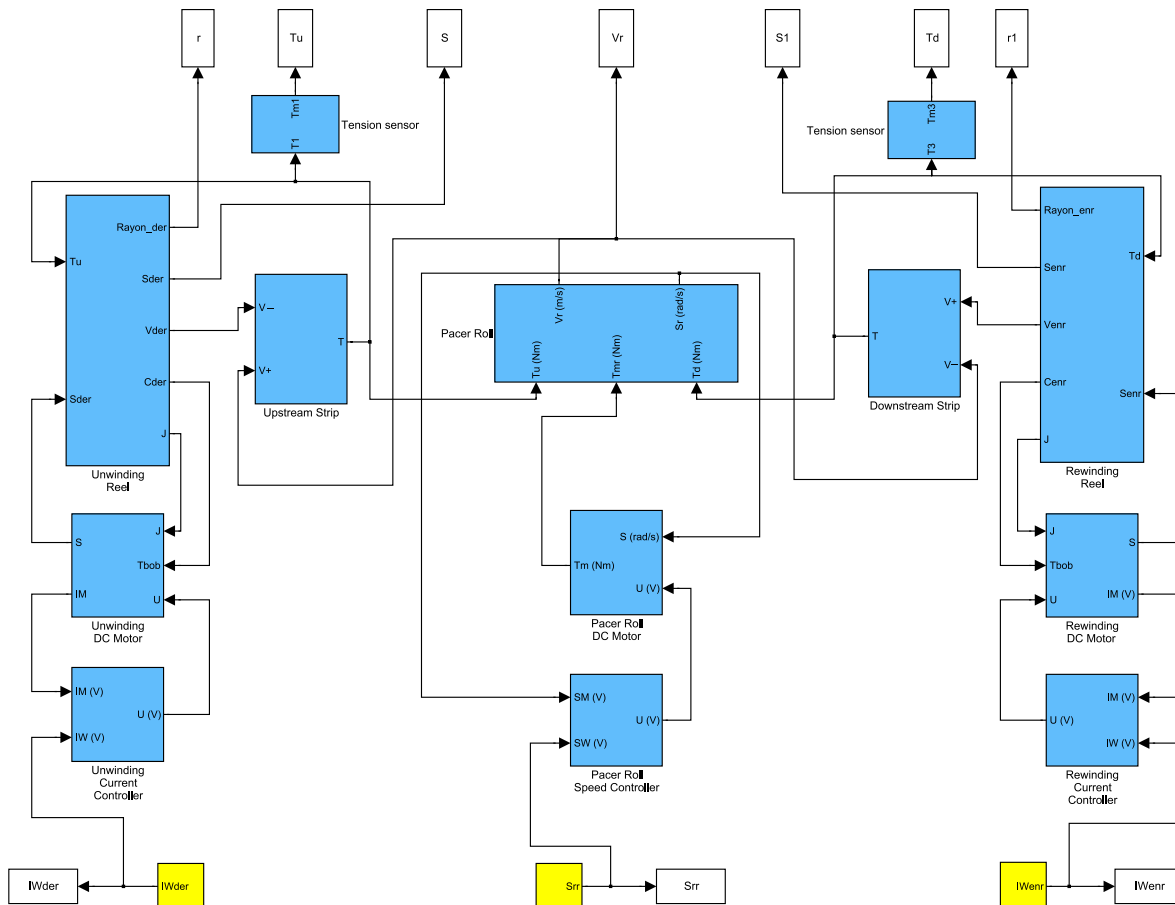 r
Tu
S
Vr
S1
Td
r1
Tm1
T1
Tension sensor
Tm3
T3
Tension sensor
Rayon_der
Tu
Sder
Vder
Cder
Sder
J
Unwinding
Reel
V−
V+
T
Upstream Strip
Pacer Roll
Vr (m/s)
Sr (rad/s)
Tu (Nm)
Tmr (Nm)
Td (Nm)
V+
T
V−
Downstream Strip
Rayon_enr
Td
Senr
Venr
Cenr
Senr
J
Rewinding
Reel
J
S
Tbob
IM
U
Unwinding
DC Motor
S (rad/s)
Tm (Nm)
U (V)
Pacer Roll
DC Motor
J
S
Tbob
IM (V)
U
Rewinding
DC Motor
IM (V)
U (V)
IW (V)
Unwinding
Current
Controller
SM (V)
U (V)
SW (V)
Pacer Roll
Speed Controller
IM (V)
U (V)
IW (V)
Rewinding
Current
Controller
IWder
IWder
Srr
Srr
IWenr
IWenr